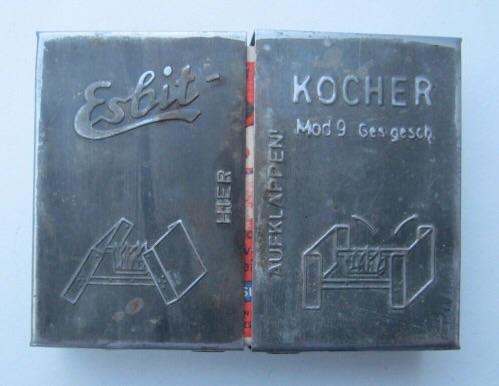 Esbit-
HIER
KOCHER
Mod 9 Ges.gesch.
AUFKLAPPEN!